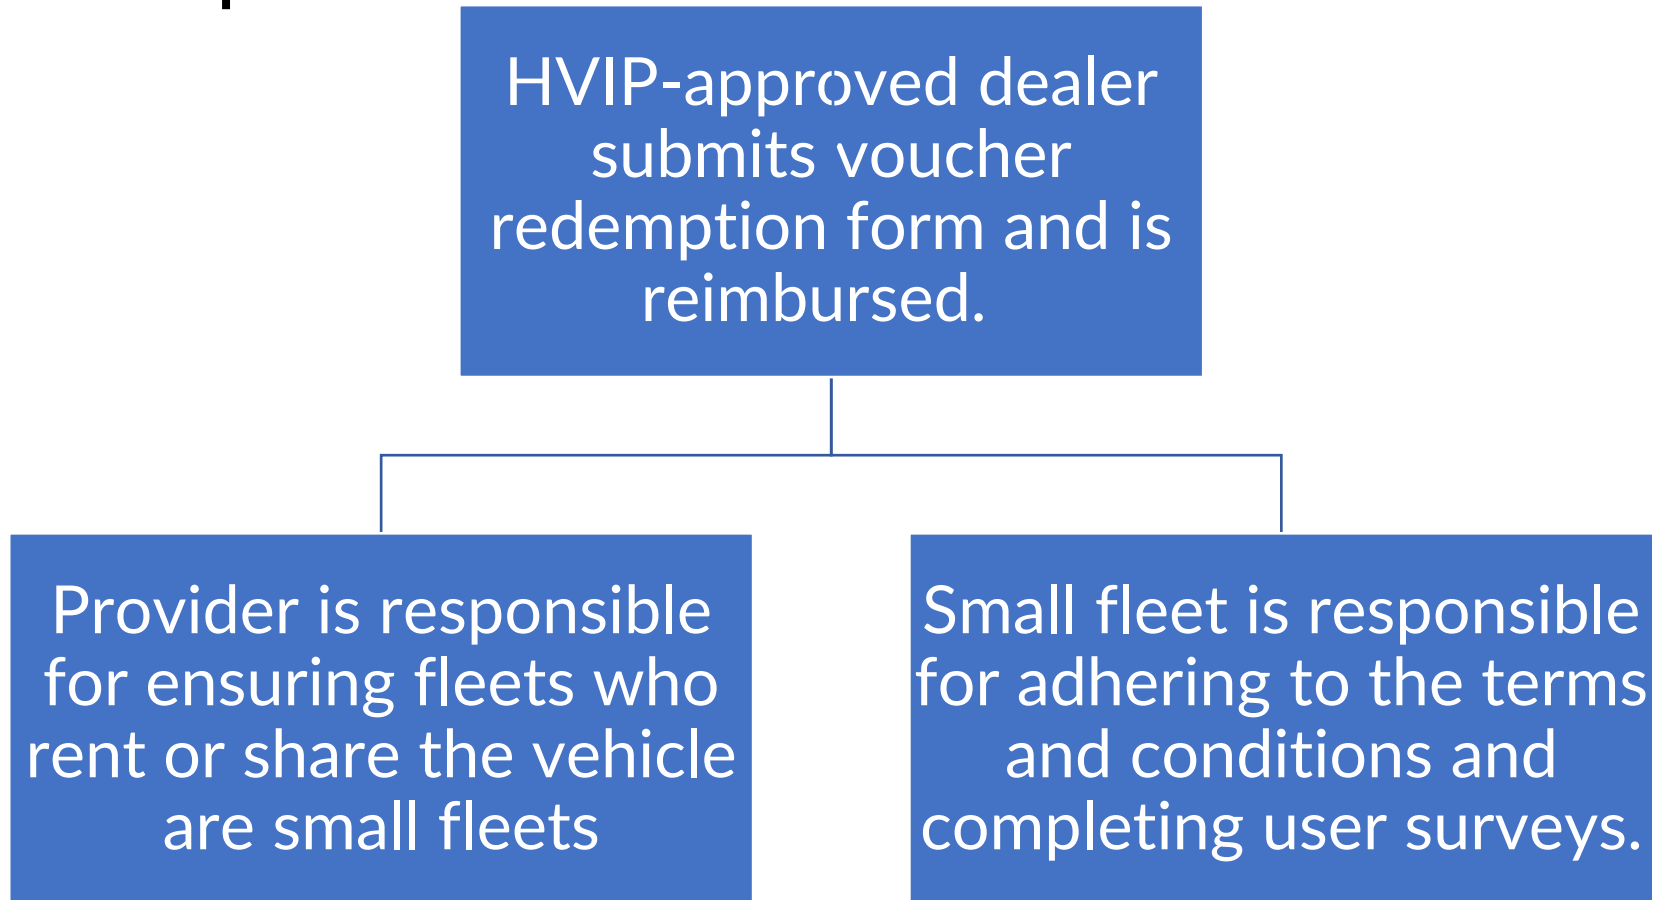 HVIP-approved dealer
submits voucher
redemption form and is
reimbursed.
Provider is responsible
for ensuring fleets who
rent or share the vehicle
are small fleets
Small fleet is responsible
for adhering to the terms
and conditions and
completing user surveys.